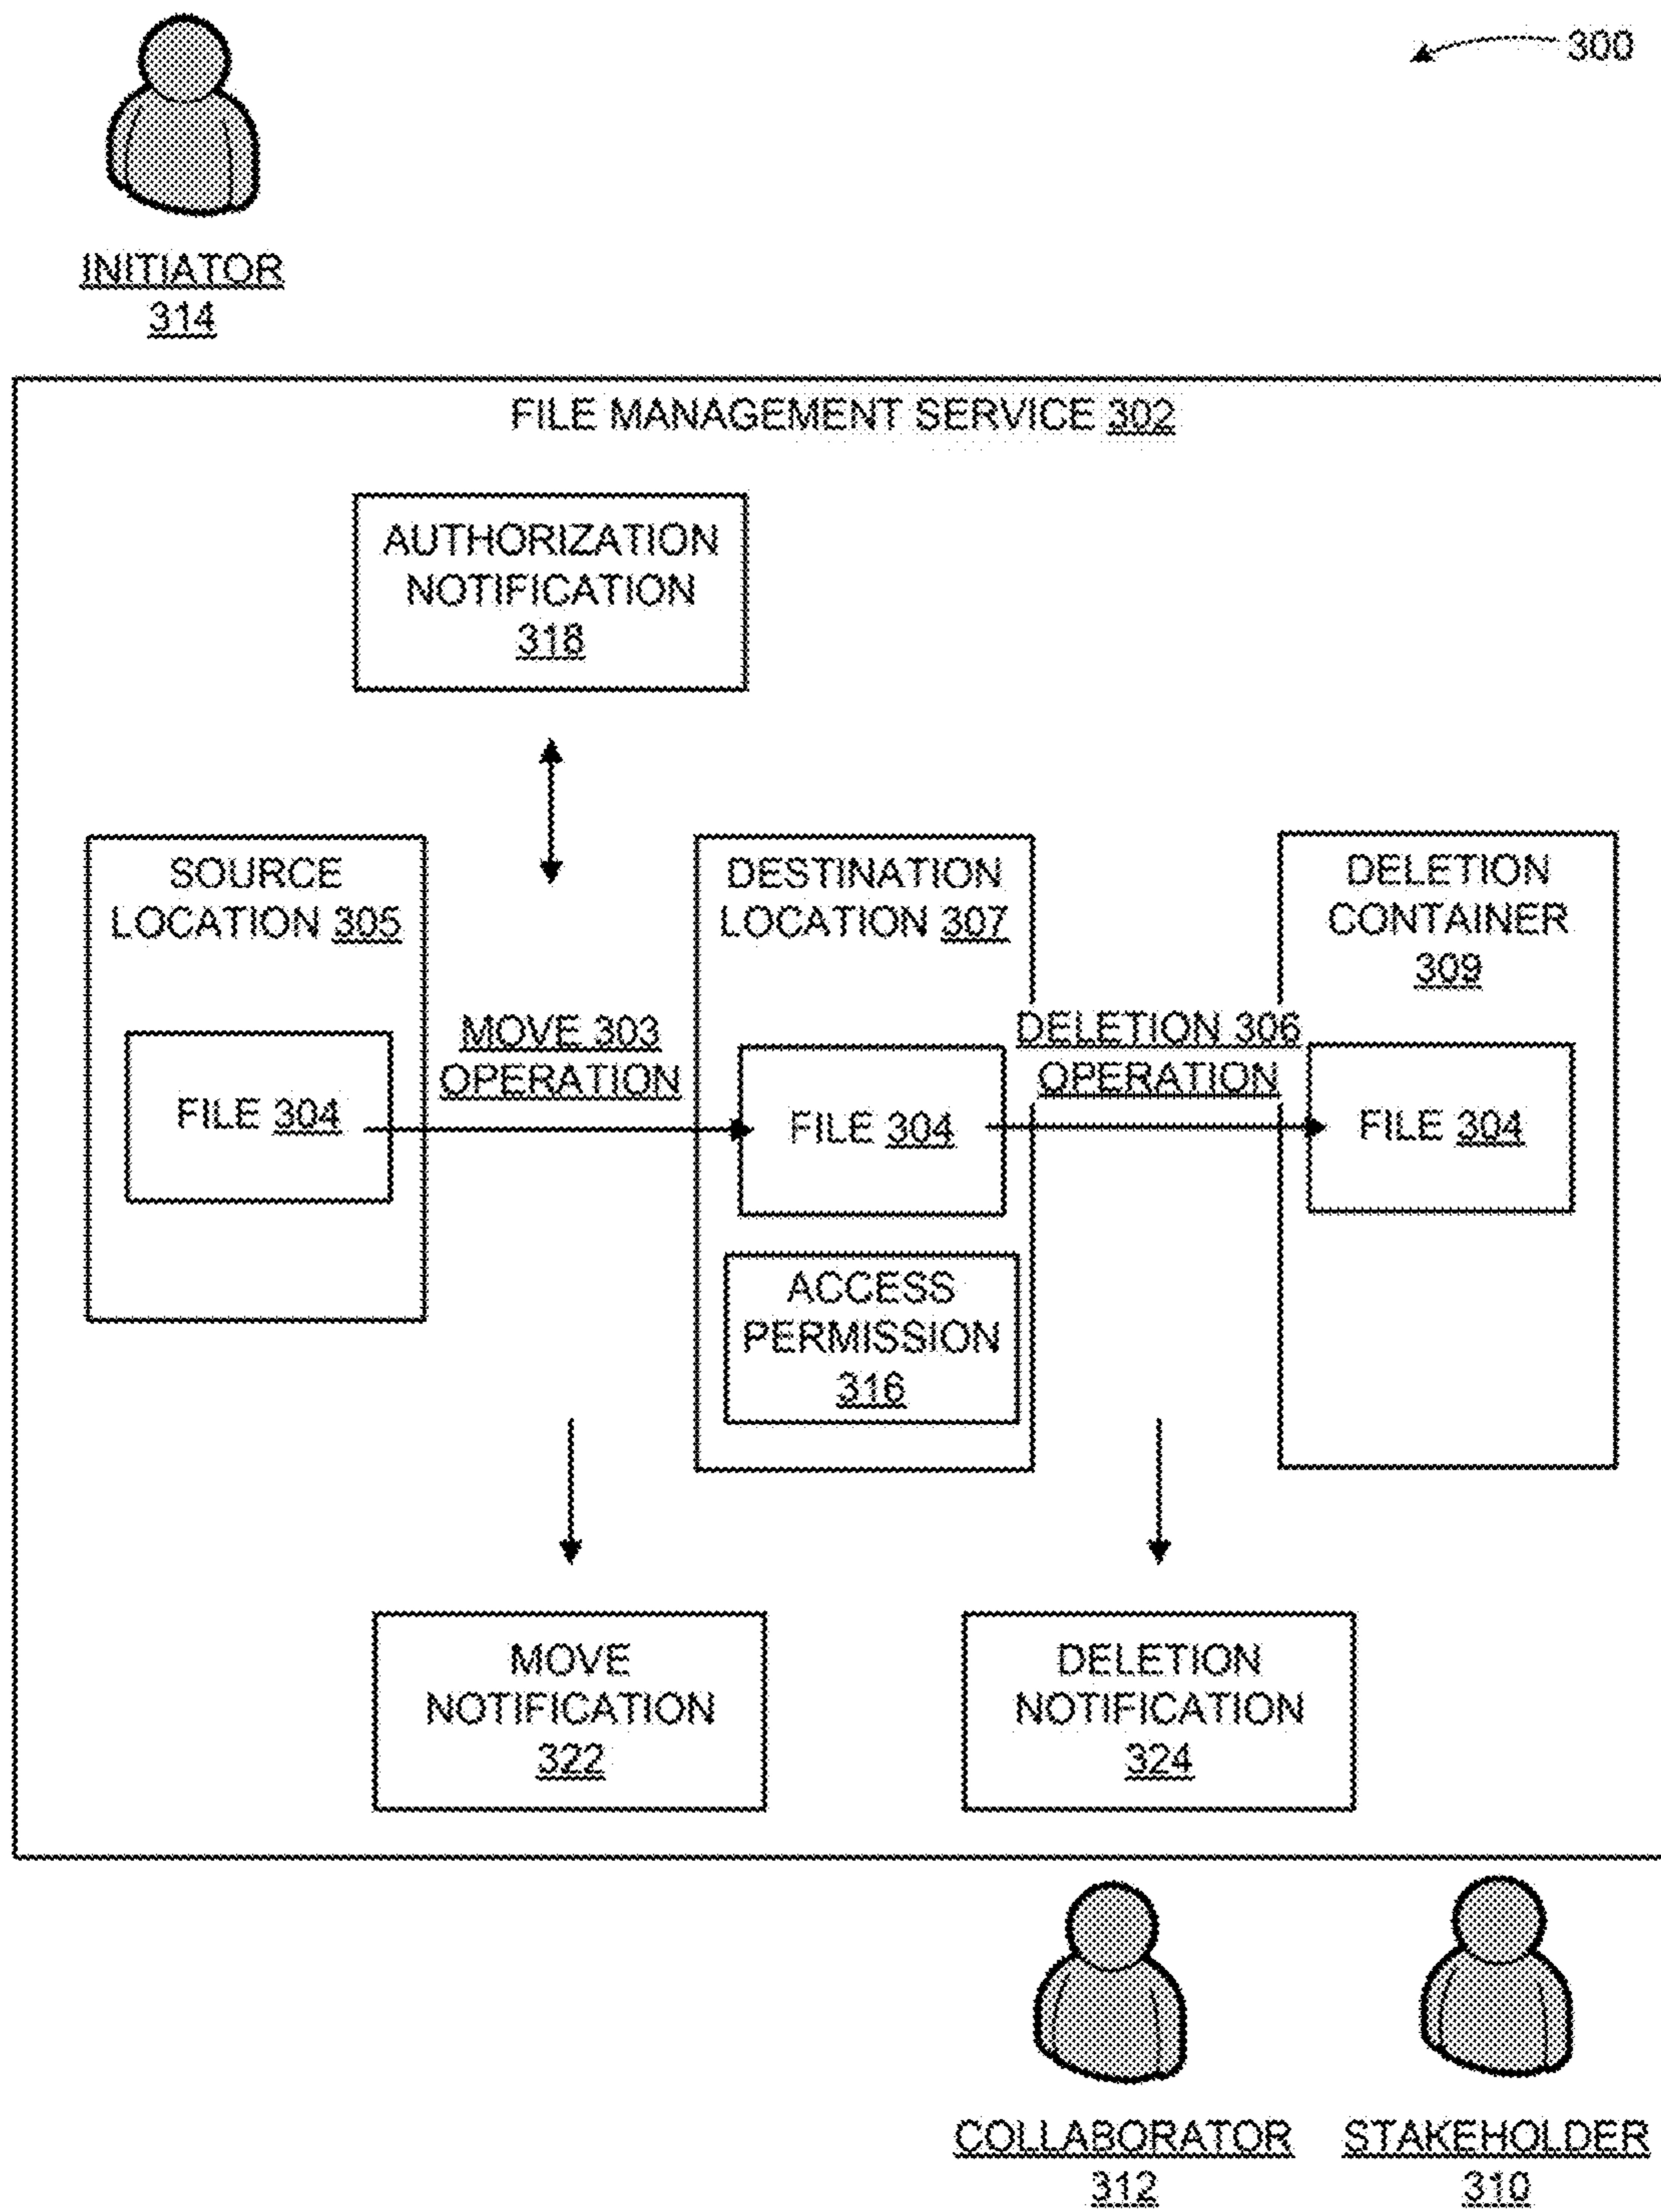 300
INITIATOR
314
FILE MANAGEMENT SERVICE 302
AUTHORIZATION
NOTIFICATION
318
SOURCE
LOCATION 305
FILE 304
MOVE 303
OPERATION
DESTINATION
LOCATION 307
FILE 304
ACCESS
PERMISSION
316
DELETION 306
OPERATION
DELETION
CONTAINER
309
FILE 304
MOVE
NOTIFICATION
322
DELETION
NOTIFICATION
324
COLLABORATOR
312
STAKEHOLDER
310